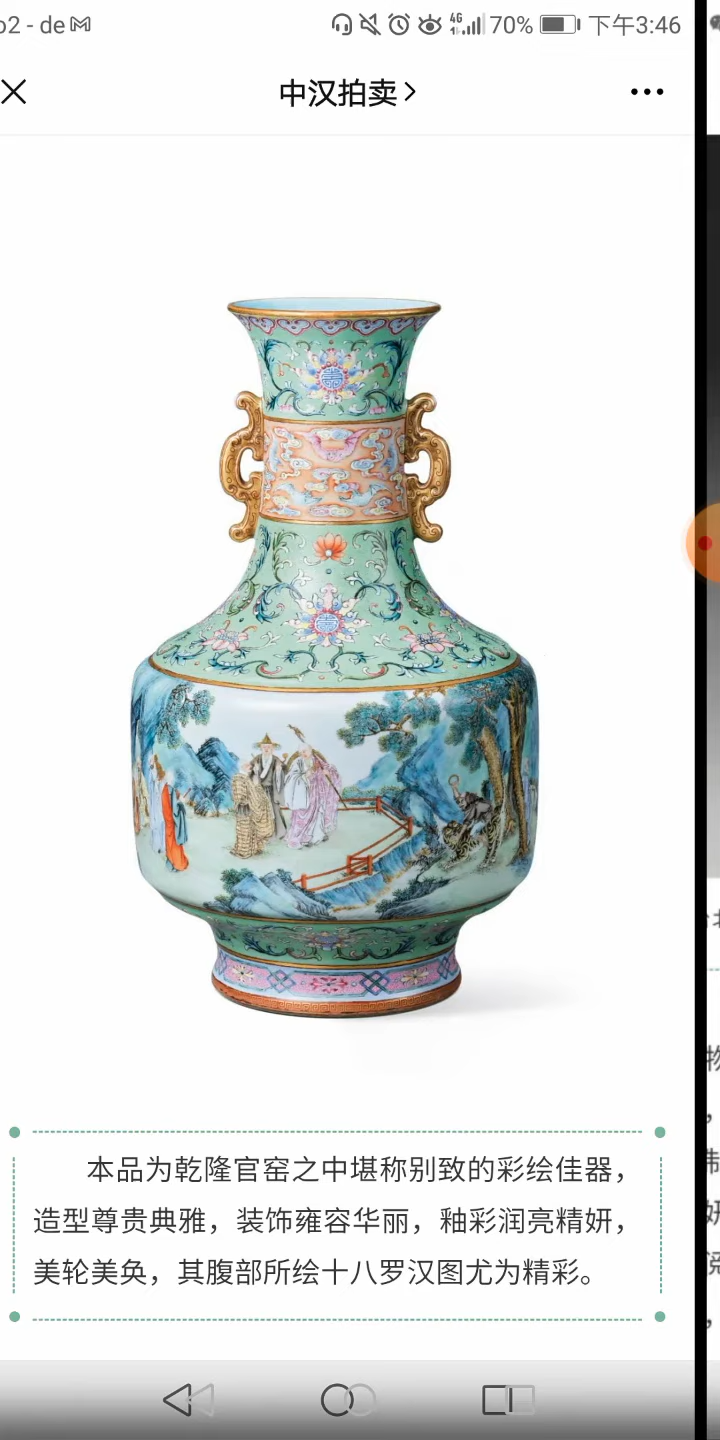 o2 - de 4G 70% 下午3:46
中汉拍卖
本品为乾隆官窑之中堪称别致的彩绘佳器，
造型尊贵典雅，装饰雍容华丽，釉彩润亮精妍，
美轮美奂，其腹部所绘十八罗汉图尤为精彩。